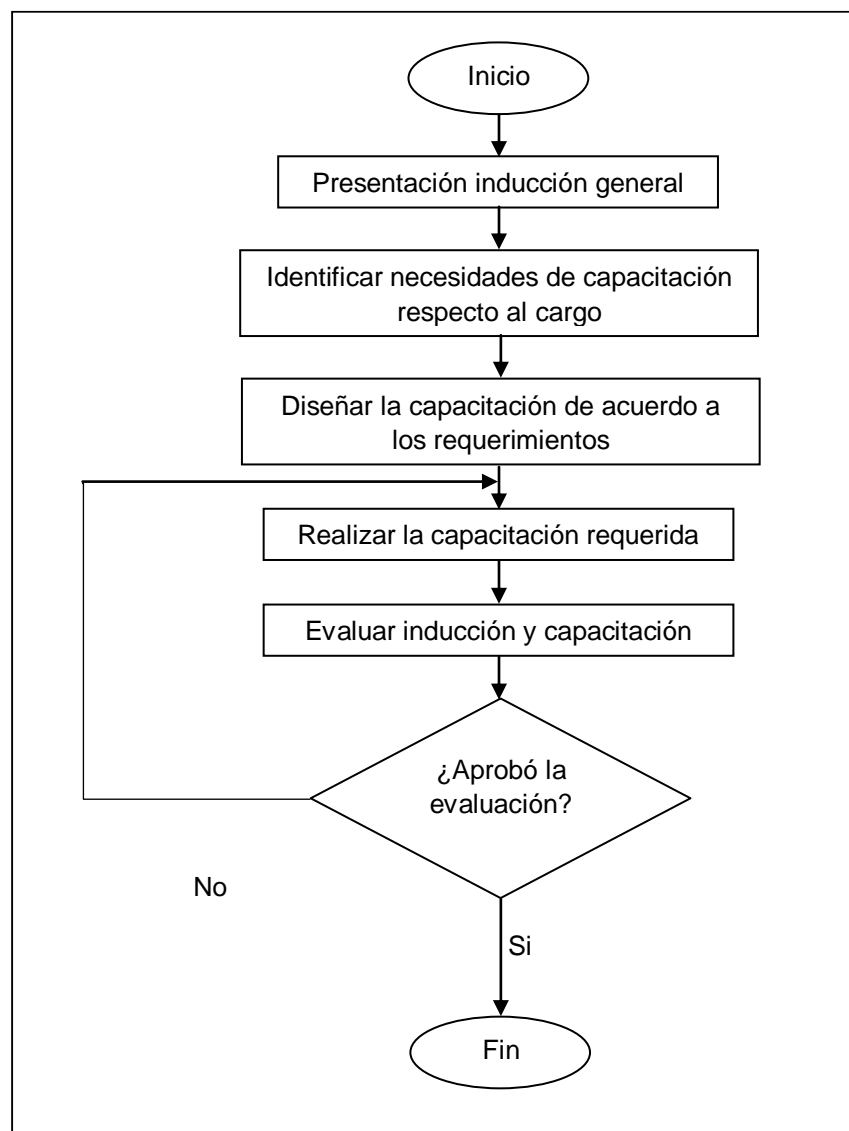 Inicio
Presentación inducción general
Identificar necesidades de capacitación
respecto al cargo
Diseñar la capacitación de acuerdo a
los requerimientos
Realizar la capacitación requerida
Evaluar inducción y capacitación
¿Aprobó la
evaluación?
No
Si
Fin